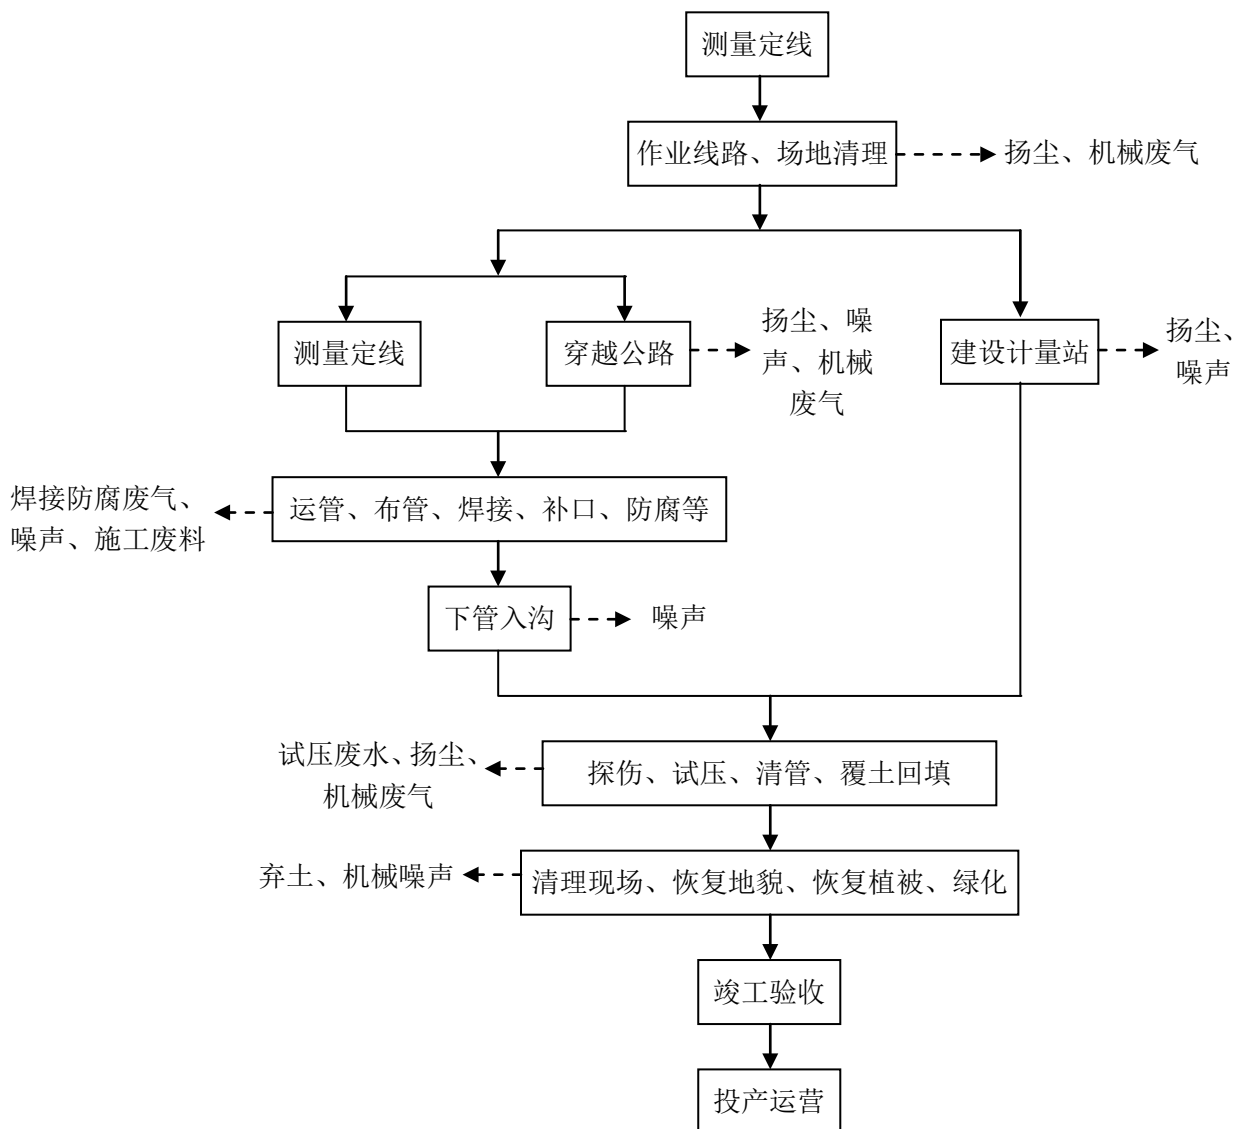 测量定线
作业线路、场地清理
扬尘、机械废气
测量定线
穿越公路
扬尘、噪
声、机械
废气
建设计量站
扬尘、
噪声
焊接防腐废气、
噪声、施工废料
运管、布管、焊接、补口、防腐等
下管入沟
噪声
试压废水、扬尘、
机械废气
探伤、试压、清管、覆土回填
弃土、机械噪声
清理现场、恢复地貌、恢复植被、绿化
竣工验收
投产运营